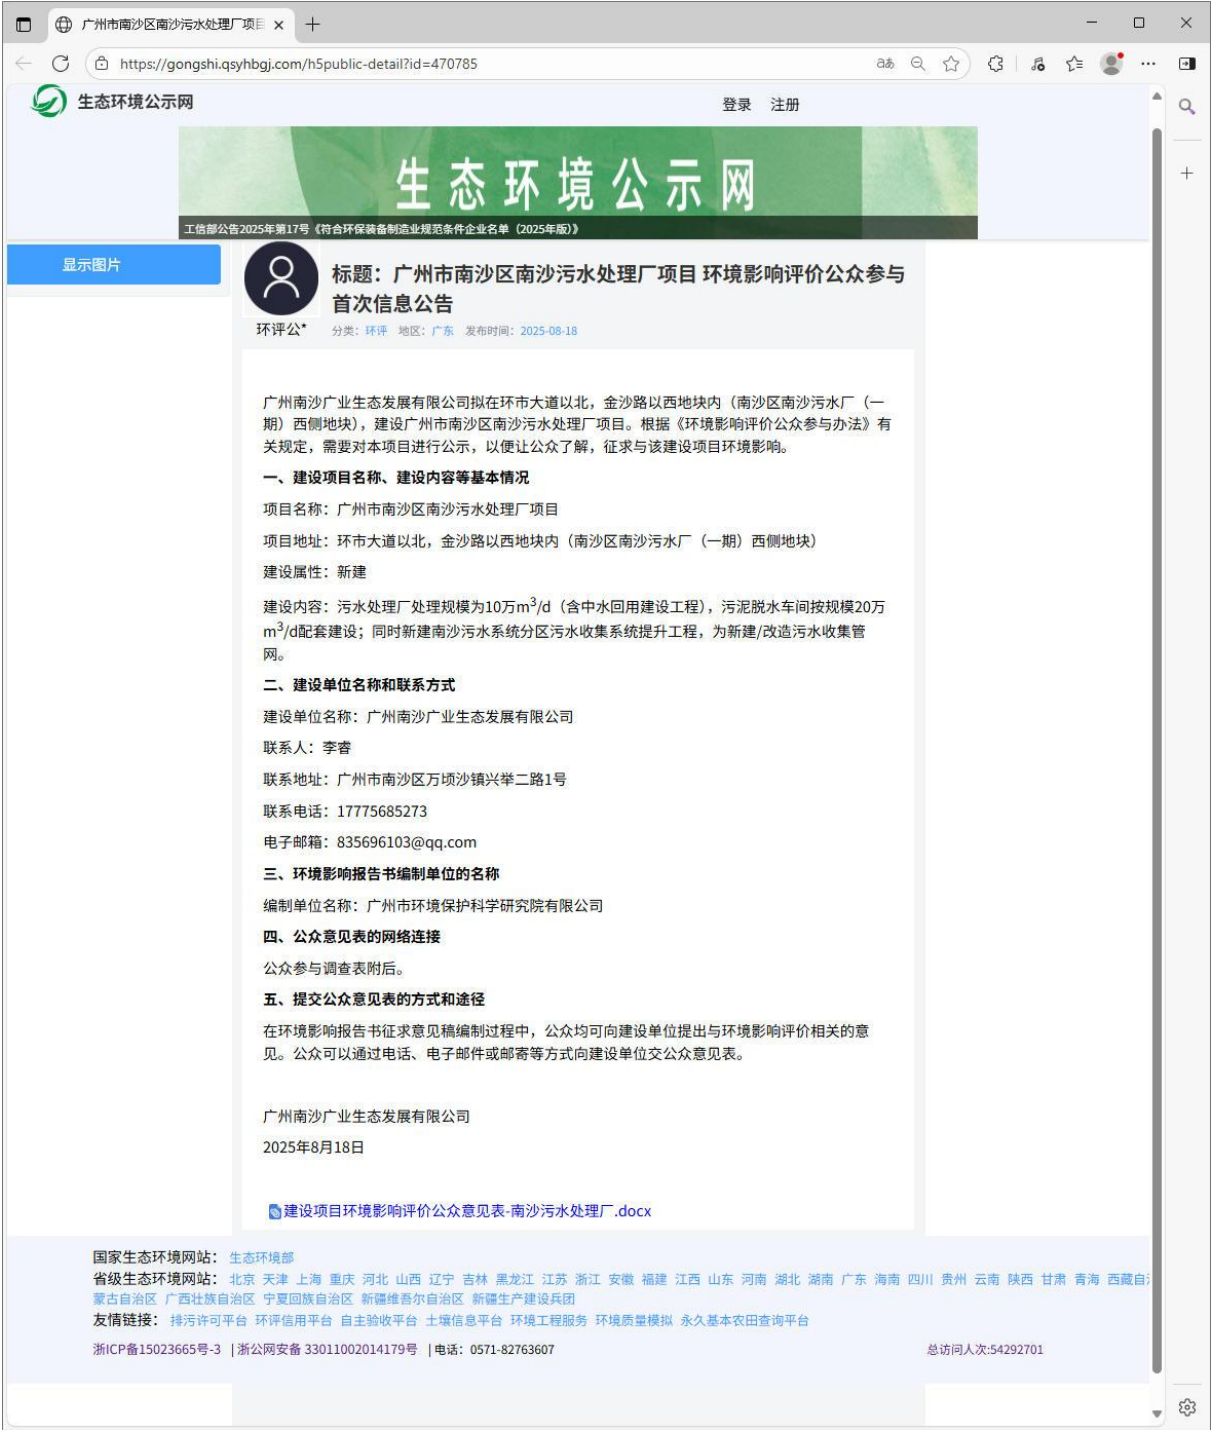 广州市南沙区南沙污水处理厂项目
https://gongshi.qsyhbgj.com/h5public-detail?id=470785
生态环境公示网
登录 注册
生态环境公示网
工信部公告2025年第17号《符合环保装备制造业规范条件企业名单（2025年版）》
显示图片
标题：广州市南沙区南沙污水处理厂项目 环境影响评价公众参与
首次信息公告
环评公*
分类：环评 地区：广东 发布时间：2025-08-18
广州南沙广业生态发展有限公司拟在环市大道以北，金沙路以西地块内（南沙区南沙污水厂（一
期）西侧地块），建设广州市南沙区南沙污水处理厂项目。根据《环境影响评价公众参与办法》有
关规定，需要对本项目进行公示，以便让公众了解，征求与该建设项目环境影响。
一、建设项目名称、建设内容等基本情况
项目名称：广州市南沙区南沙污水处理厂项目
项目地址：环市大道以北，金沙路以西地块内（南沙区南沙污水厂（一期）西侧地块）
建设属性：新建
建设内容：污水处理厂处理规模为10万m³/d（含中水回用建设工程），污泥脱水车间按规模20万
m³/d配套建设；同时新建南沙污水系统分区污水收集系统提升工程，为新建/改造污水收集管
网。
二、建设单位名称和联系方式
建设单位名称：广州南沙广业生态发展有限公司
联系人：李睿
联系地址：广州市南沙区万顷沙镇兴举二路1号
联系电话：17775685273
电子邮箱：835696103@qq.com
三、环境影响报告书编制单位的名称
编制单位名称：广州市环境保护科学研究院有限公司
四、公众意见表的网络连接
公众参与调查表附后。
五、提交公众意见表的方式和途径
在环境影响报告书征求意见稿编制过程中，公众均可向建设单位提出与环境影响评价相关的意
见。公众可以通过电话、电子邮件或邮寄等方式向建设单位交公众意见表。
广州南沙广业生态发展有限公司
2025年8月18日
建设项目环境影响评价公众意见表-南沙污水处理厂.docx
国家生态环境网站： 生态环境部
省级生态环境网站： 北京 天津 上海 重庆 河北 山西 辽宁 吉林 黑龙江 江苏 浙江 安徽 福建 江西 山东 河南 湖北 湖南 广东 海南 四川 贵州 云南 陕西 甘肃 青海 西藏自
蒙古自治区 广西壮族自治区 宁夏回族自治区 新疆维吾尔自治区 新疆生产建设兵团
友情链接： 排污许可平台 环评信用平台 自主验收平台 土壤信息平台 环境工程服务 环境质量模拟 永久基本农田查询平台
浙ICP备15023665号-3 |浙公网安备 33011002014179号 |电话：0571-82763607
总访问人次:54292701